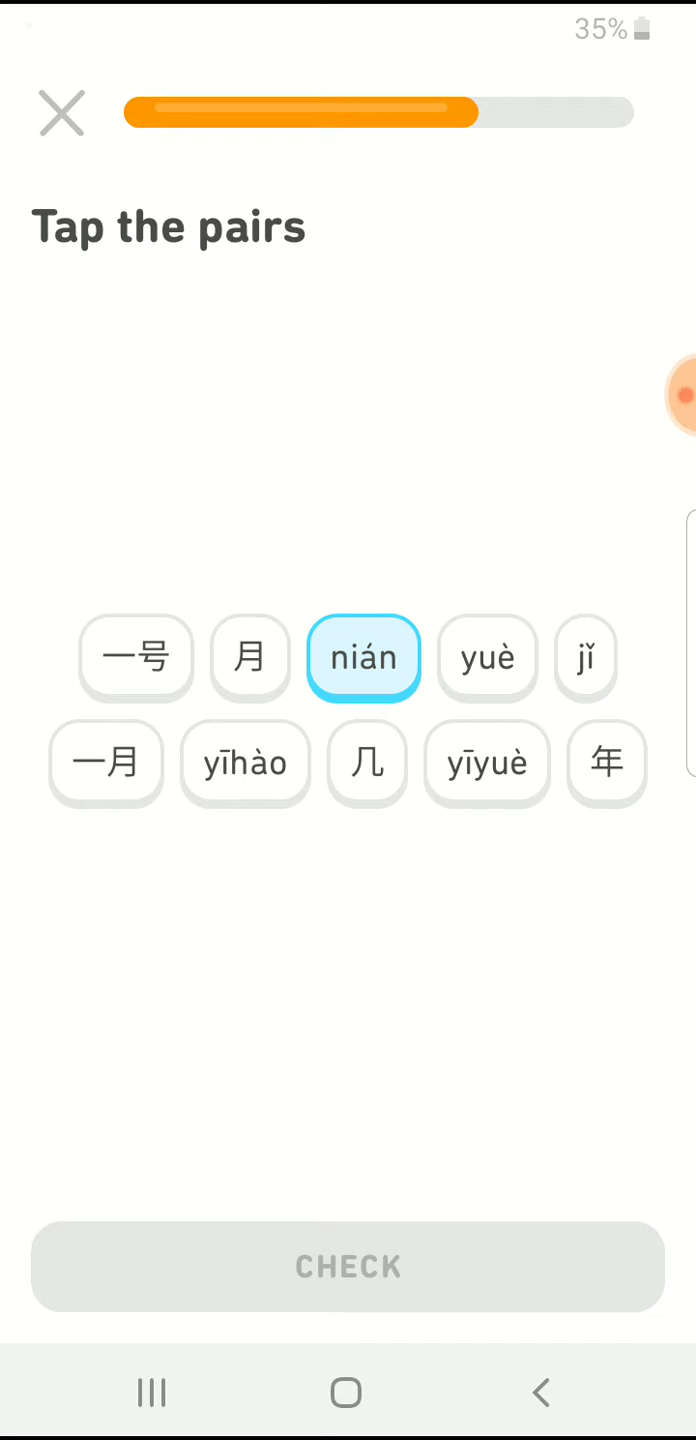 35%
Tap the pairs
一号 月 nián yuè jǐ
一月 yīhào 几 yīyuè 年
CHECK